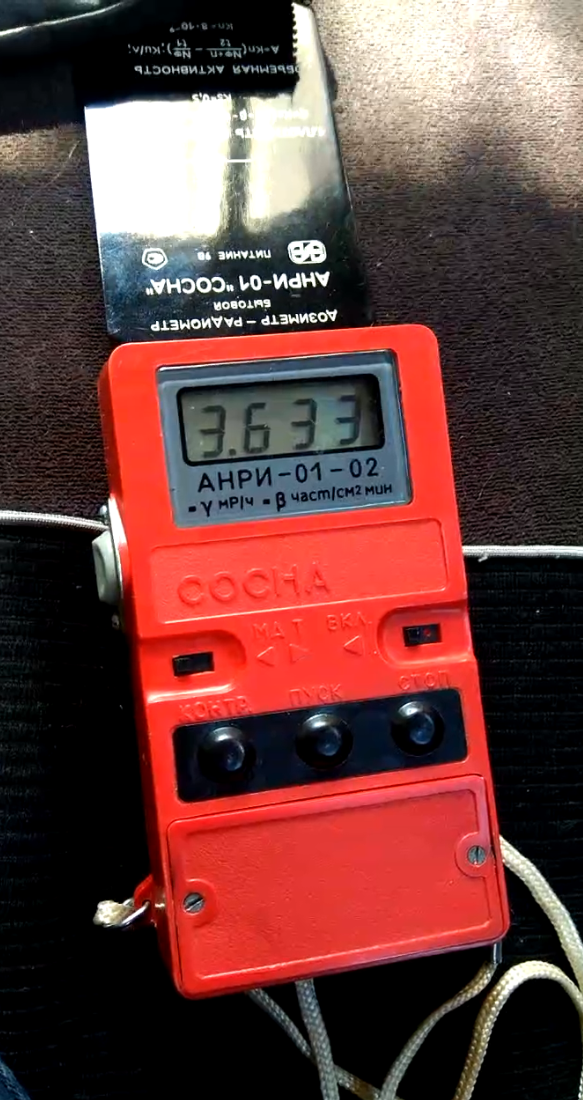 ДОЗИМЕТР – РАДИОМЕТР
БЫТОВОЙ
АНРИ-01 "СОСНА"
ПИТАНИЕ 9В
ОБЪЕМНАЯ АКТИВНОСТЬ
3.633
АНРИ-01-02
γ мР/ч β част/см² мин
СОСНА
МА Т ВКЛ.
КОНТР. ПУСК СТОП